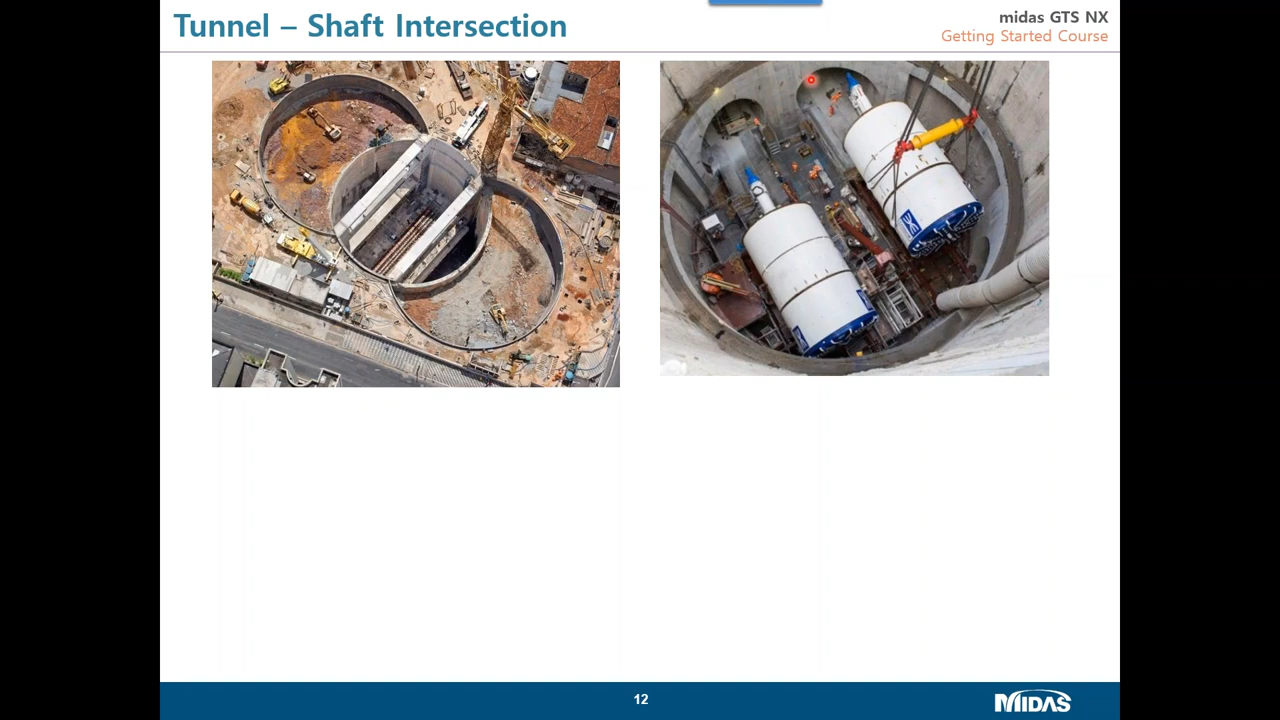 Tunnel – Shaft Intersection
midas GTS NX
Getting Started Course
12
MIDAS